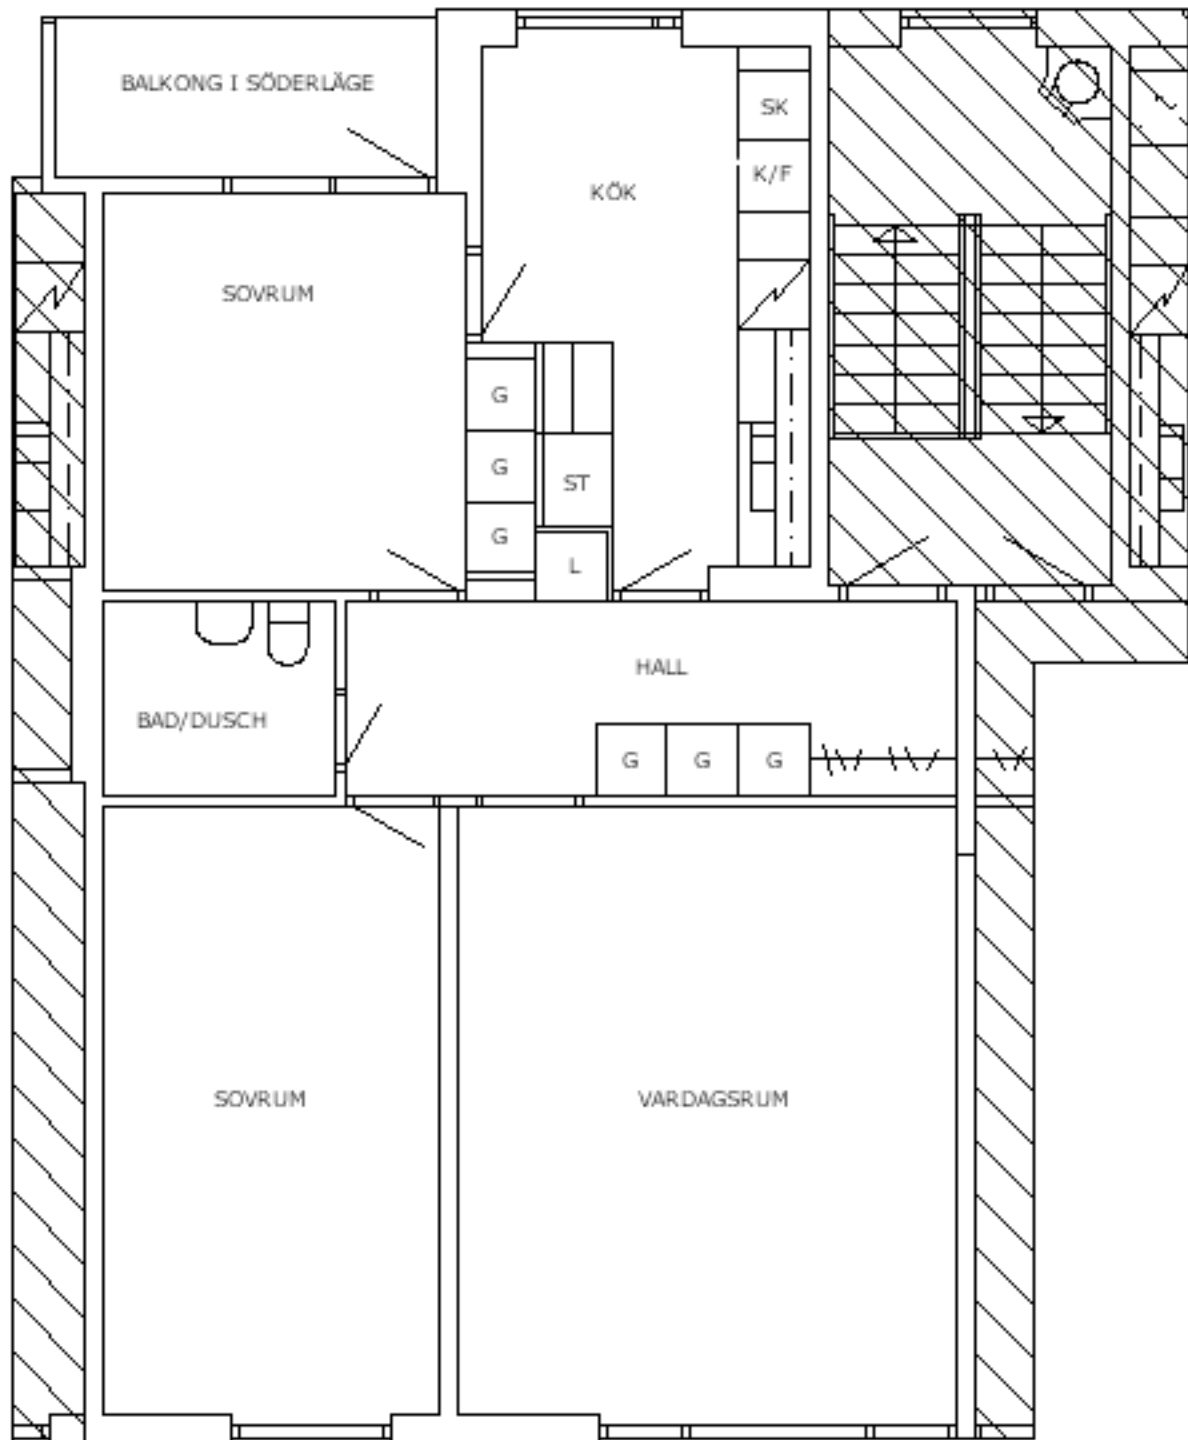 BALKONG I SÖDERLÄGE
SK
K/F
KÖK
SOVRUM
G
G
ST
G
L
HALL
BAD/DUSCH
G G G
SOVRUM
VARDAGSRUM